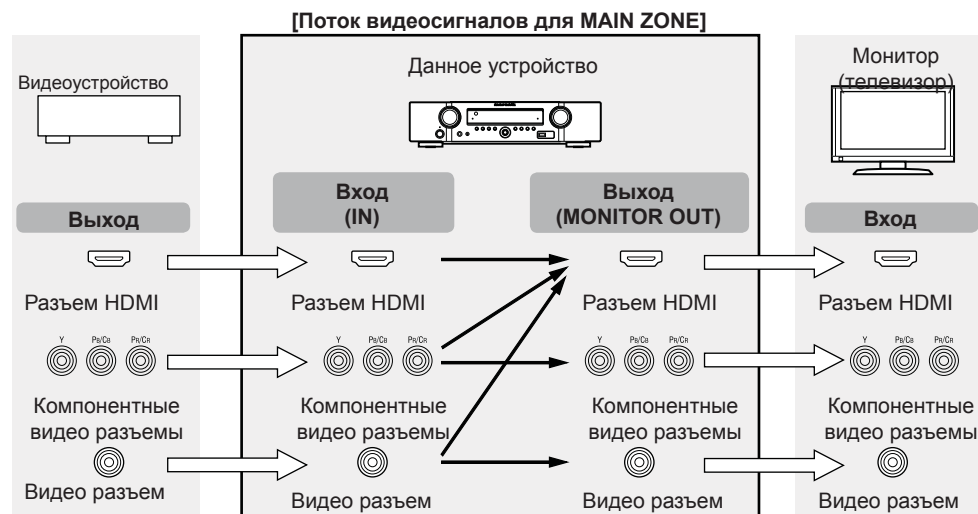 [Поток видеосигналов для MAIN ZONE]
Видеоустройство
Данное устройство
Монитор
(телевизор)
Выход
Вход
(IN)
Выход
(MONITOR OUT)
Вход
Разъем HDMI
Разъем HDMI
Разъем HDMI
Разъем HDMI
Y PB/CB PR/CR
Y PB/CB PR/CR
Y PB/CB PR/CR
Y PB/CB PR/CR
Компонентные
видео разъемы
Компонентные
видео разъемы
Компонентные
видео разъемы
Компонентные
видео разъемы
Видео разъем
Видео разъем
Видео разъем
Видео разъем